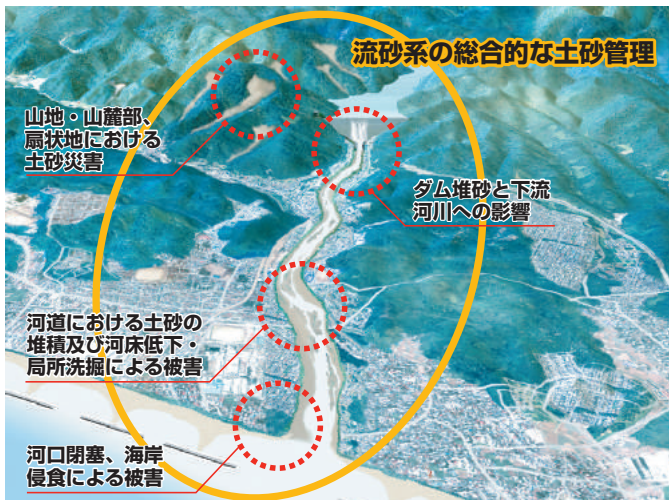 流砂系の総合的な土砂管理
山地・山麓部、
扇状地における
土砂災害
ダム堆砂と下流
河川への影響
河道における土砂の
堆積及び河床低下・
局所洗掘による被害
河口閉塞、海岸
侵食による被害